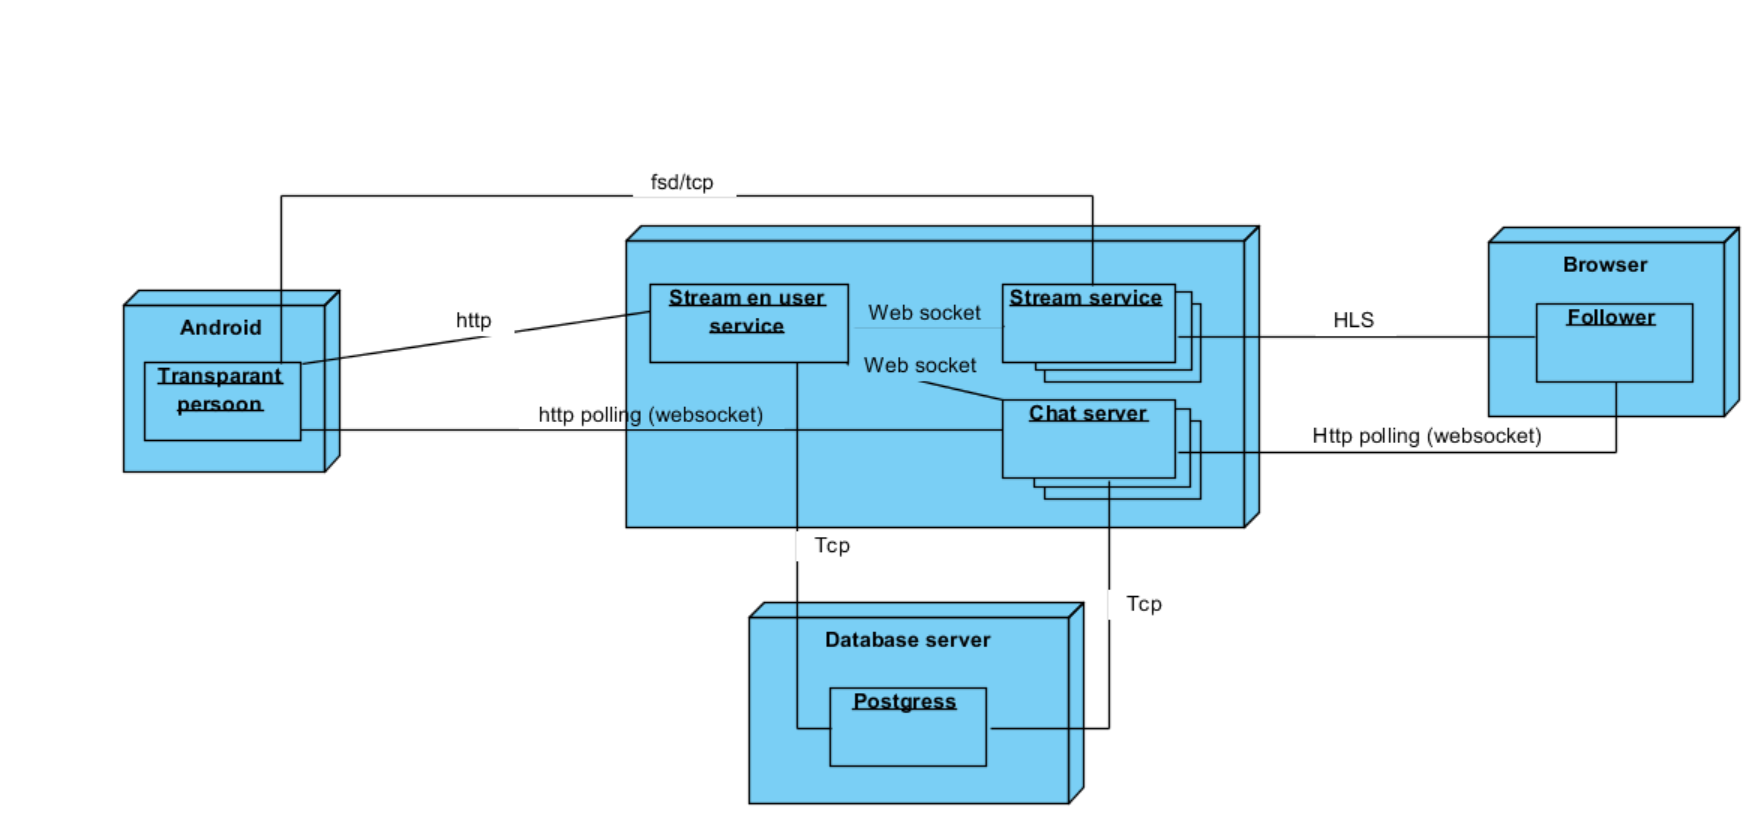 fsd/tcp
Android
Transparant
persoon
http
http polling (websocket)
Stream en user
service
Web socket
Web socket
Stream service
Chat server
HLS
Http polling (websocket)
Browser
Follower
Tcp
Tcp
Database server
Postgress